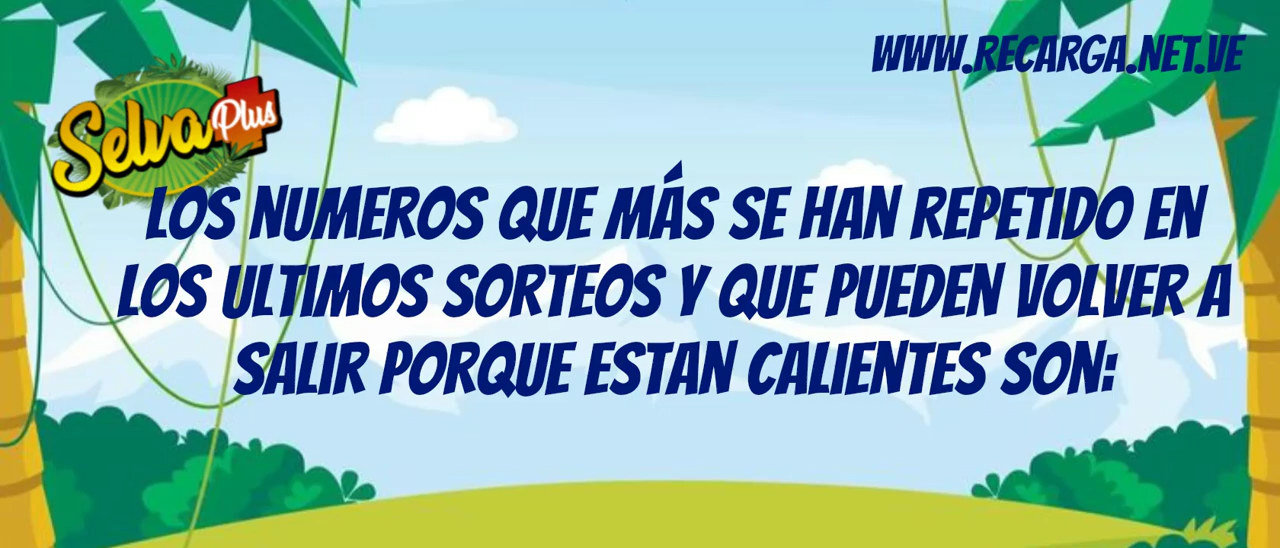 WWW.RECARGA.NET.VE
Selva Plus
LOS NUMEROS QUE MÁS SE HAN REPETIDO EN
LOS ULTIMOS SORTEOS Y QUE PUEDEN VOLVER A
SALIR PORQUE ESTAN CALIENTES SON: